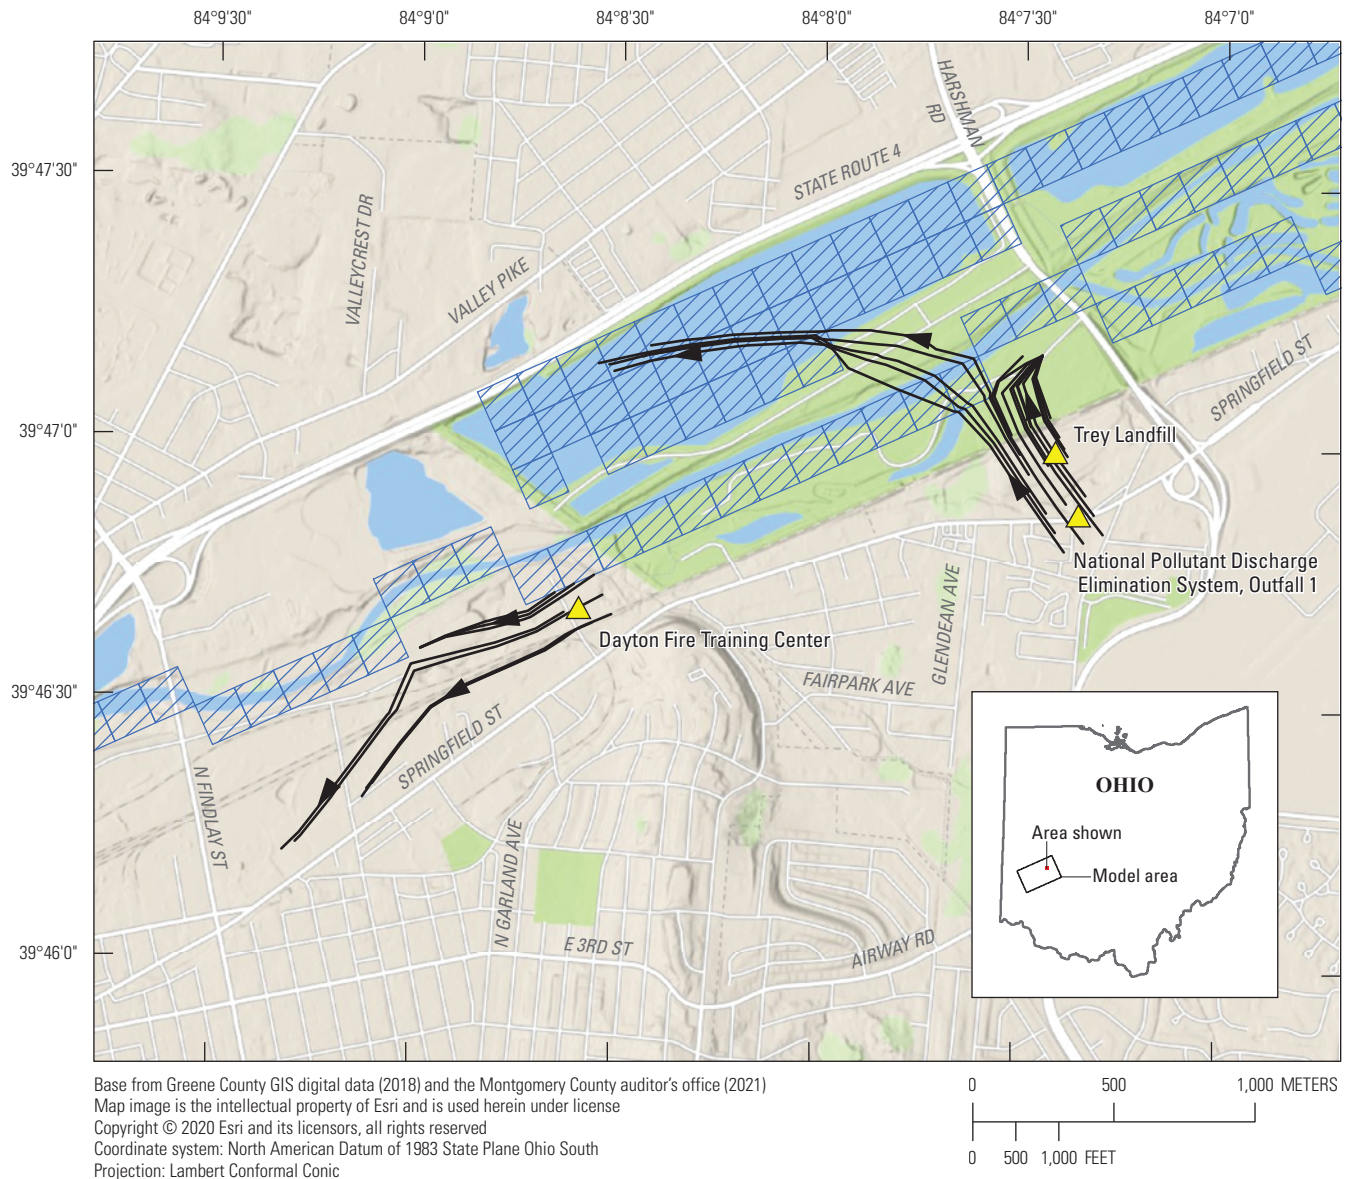 84°9'30"
84°9'0"
84°8'30"
84°8'0"
84°7'30"
84°7'0"
39°47'30"
39°47'0"
39°46'30"
39°46'0"
HARSHMAN
RD
STATE ROUTE 4
VALLEYCREST DR
VALLEY PIKE
SPRINGFIELD ST
Trey Landfill
National Pollutant Discharge
Elimination System, Outfall 1
Dayton Fire Training Center
GLENDEAN AVE
FAIRPARK AVE
SPRINGFIELD ST
N FINDLAY ST
N GARLAND AVE
E 3RD ST
AIRWAY RD
OHIO
Area shown
Model area
Base from Greene County GIS digital data (2018) and the Montgomery County auditor's office (2021)
Map image is the intellectual property of Esri and is used herein under license
Copyright © 2020 Esri and its licensors, all rights reserved
Coordinate system: North American Datum of 1983 State Plane Ohio South
Projection: Lambert Conformal Conic
0 500 1,000 METERS
0 500 1,000 FEET